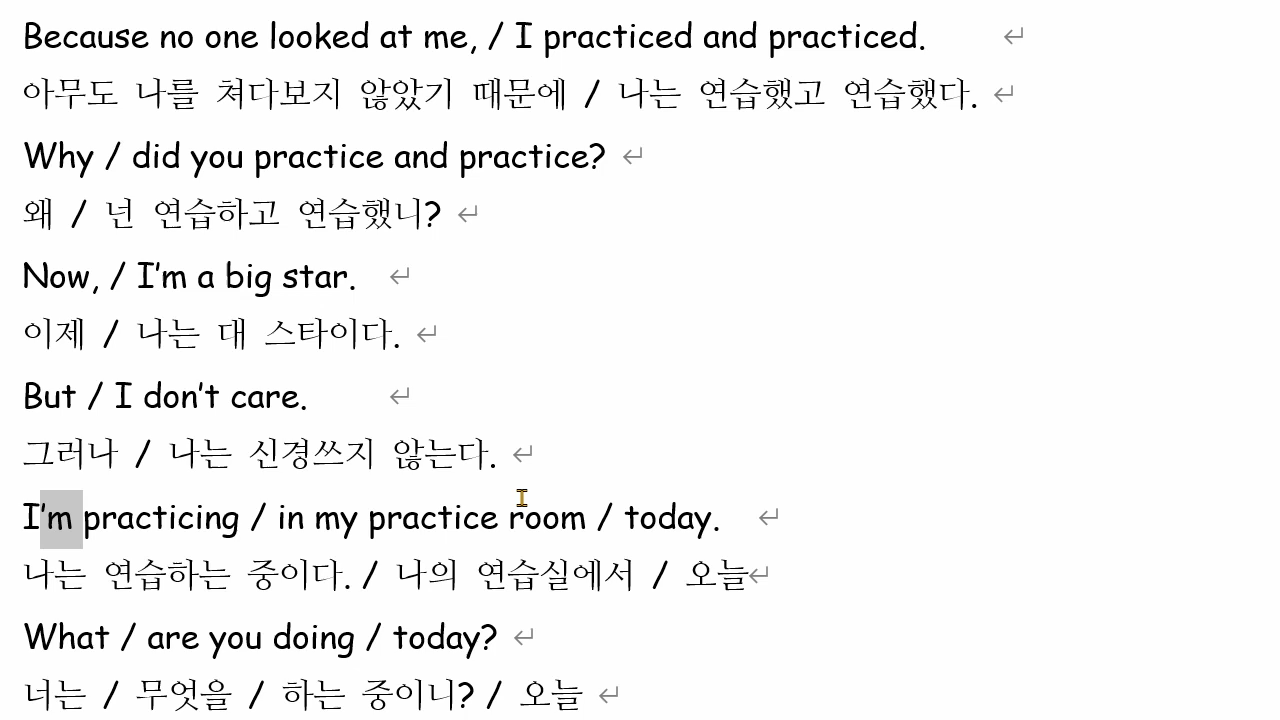 Because no one looked at me, / I practiced and practiced.
아무도 나를 쳐다보지 않았기 때문에 / 나는 연습했고 연습했다.
Why / did you practice and practice?
왜 / 넌 연습하고 연습했니?
Now, / I'm a big star.
이제 / 나는 대 스타이다.
But / I don't care.
그러나 / 나는 신경쓰지 않는다.
I'm practicing / in my practice room / today.
나는 연습하는 중이다. / 나의 연습실에서 / 오늘
What / are you doing / today?
너는 / 무엇을 / 하는 중이니? / 오늘